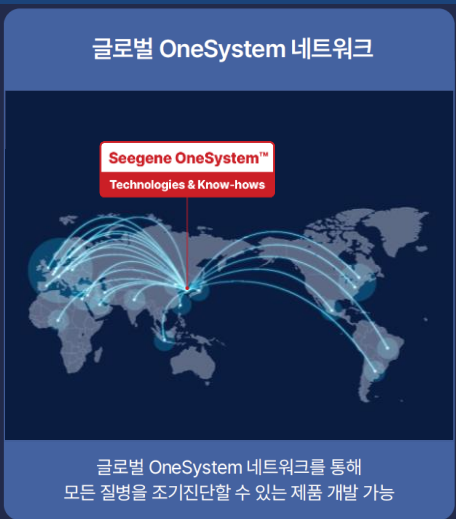 글로벌 OneSystem 네트워크
Seegene OneSystem™
Technologies & Know-hows
글로벌 OneSystem 네트워크를 통해
모든 질병을 조기진단할 수 있는 제품 개발 가능